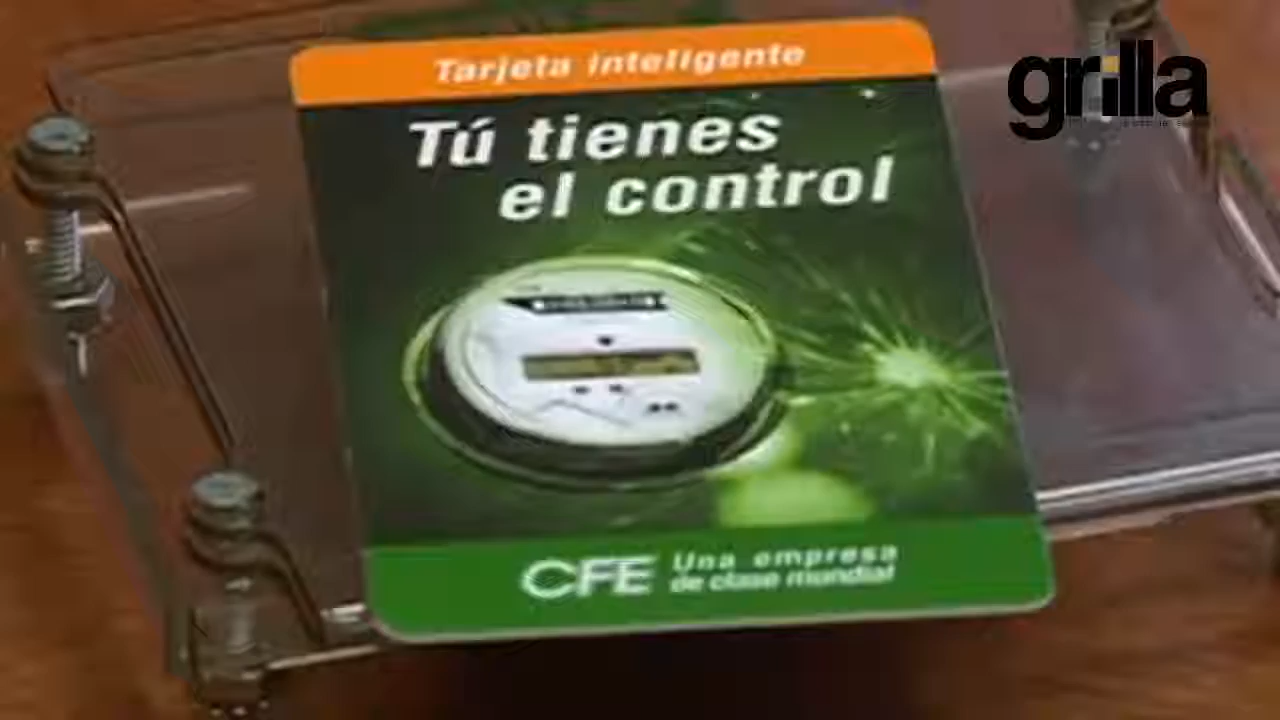 Tarjeta inteligente
Tú tienes
el control
CFE Una empresa
de clase mundial
grilla